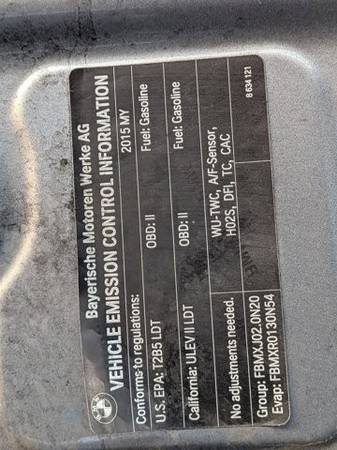 Bayerische Motoren Werke AG
VEHICLE EMISSION CONTROL INFORMATION
Conforms to regulations: 2015 MY
U.S. EPA: T2B5 LDT OBD: II Fuel: Gasoline
California: ULEV II LDT OBD: II Fuel: Gasoline
No adjustments needed. WU-TWC, A/F-Sensor,
Group: FBMXJ02.0N20 HO2S, DFI, TC, CAC
Evap: FBMXR0130N54
8 634 121